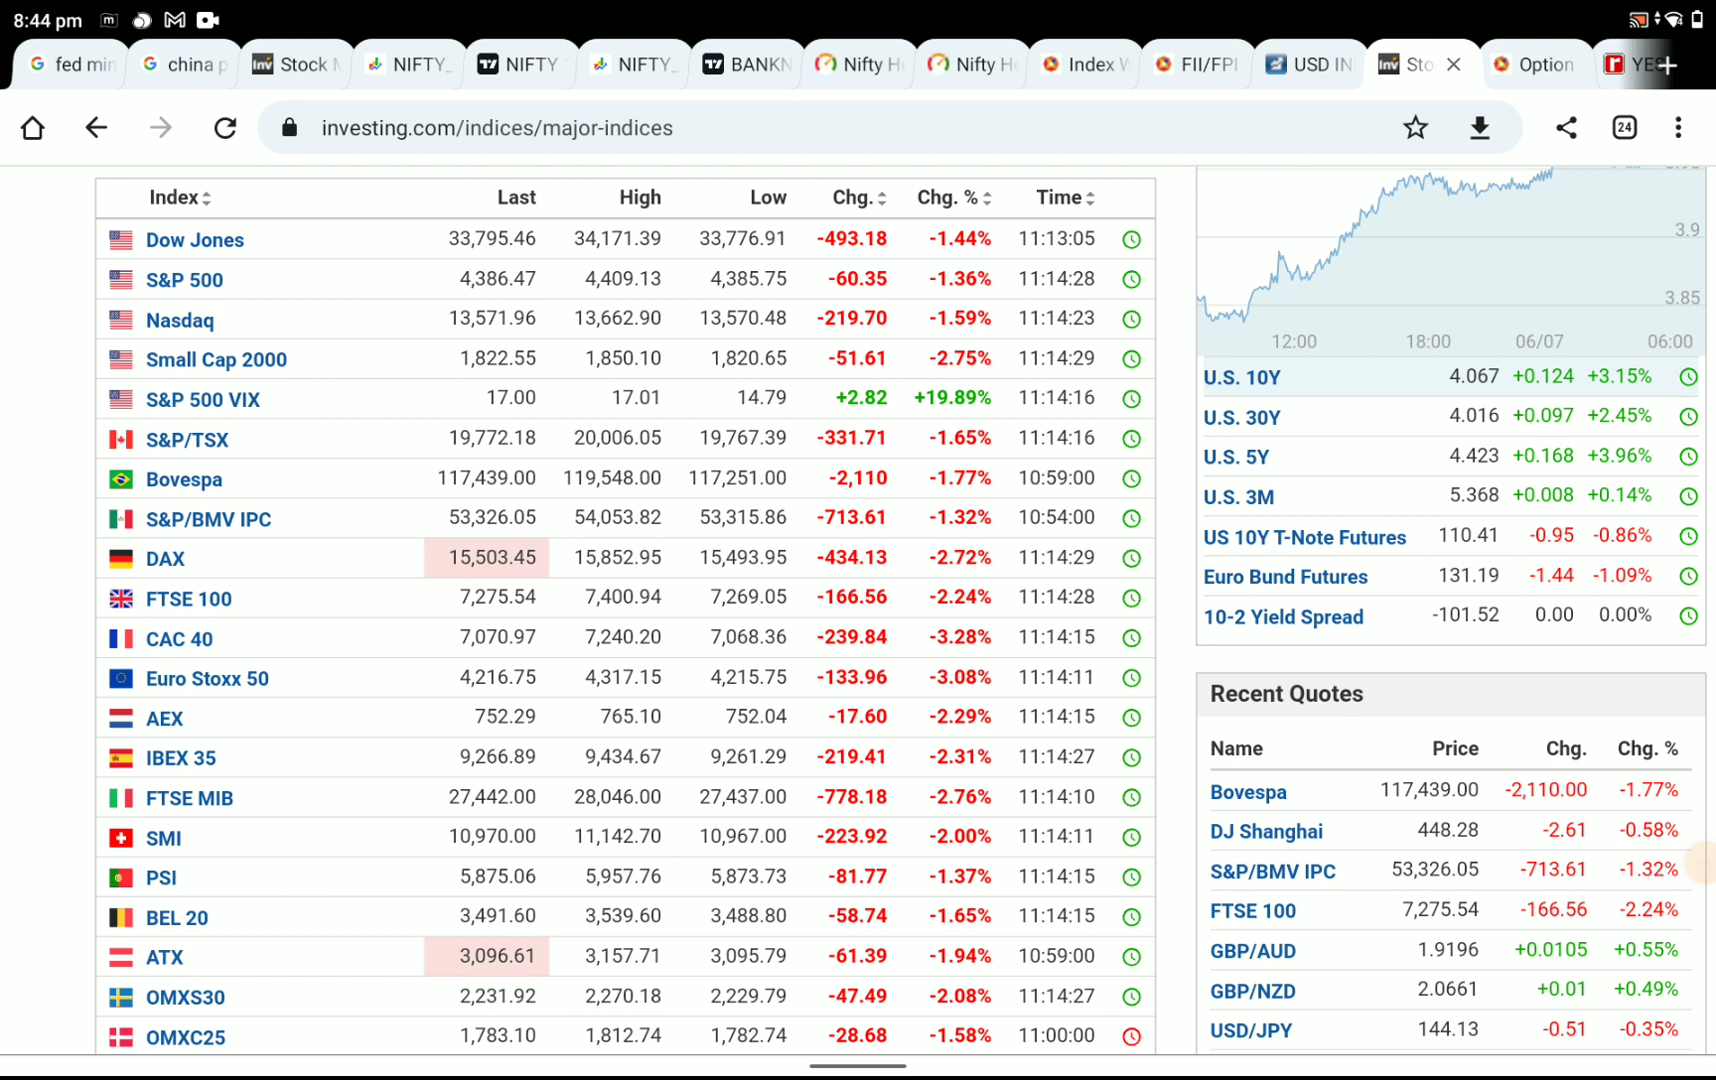 8:44 pm
fed min china p Stock M NIFTY_ NIFTY NIFTY_ BANKN Nifty He Nifty He Index W FII/FPI USD IN Sto Option YES
investing.com/indices/major-indices 24
Index Last High Low Chg. Chg. % Time
Dow Jones 33,795.46 34,171.39 33,776.91 -493.18 -1.44% 11:13:05
S&P 500 4,386.47 4,409.13 4,385.75 -60.35 -1.36% 11:14:28
Nasdaq 13,571.96 13,662.90 13,570.48 -219.70 -1.59% 11:14:23
Small Cap 2000 1,822.55 1,850.10 1,820.65 -51.61 -2.75% 11:14:29
S&P 500 VIX 17.00 17.01 14.79 +2.82 +19.89% 11:14:16
S&P/TSX 19,772.18 20,006.05 19,767.39 -331.71 -1.65% 11:14:16
Bovespa 117,439.00 119,548.00 117,251.00 -2,110 -1.77% 10:59:00
S&P/BMV IPC 53,326.05 54,053.82 53,315.86 -713.61 -1.32% 10:54:00
DAX 15,503.45 15,852.95 15,493.95 -434.13 -2.72% 11:14:29
FTSE 100 7,275.54 7,400.94 7,269.05 -166.56 -2.24% 11:14:28
CAC 40 7,070.97 7,240.20 7,068.36 -239.84 -3.28% 11:14:15
Euro Stoxx 50 4,216.75 4,317.15 4,215.75 -133.96 -3.08% 11:14:11
AEX 752.29 765.10 752.04 -17.60 -2.29% 11:14:15
IBEX 35 9,266.89 9,434.67 9,261.29 -219.41 -2.31% 11:14:27
FTSE MIB 27,442.00 28,046.00 27,437.00 -778.18 -2.76% 11:14:10
SMI 10,970.00 11,142.70 10,967.00 -223.92 -2.00% 11:14:11
PSI 5,875.06 5,957.76 5,873.73 -81.77 -1.37% 11:14:15
BEL 20 3,491.60 3,539.60 3,488.80 -58.74 -1.65% 11:14:15
ATX 3,096.61 3,157.71 3,095.79 -61.39 -1.94% 10:59:00
OMXS30 2,231.92 2,270.18 2,229.79 -47.49 -2.08% 11:14:27
OMXC25 1,783.10 1,812.74 1,782.74 -28.68 -1.58% 11:00:00
3.9
3.85
12:00 18:00 06/07 06:00
U.S. 10Y 4.067 +0.124 +3.15%
U.S. 30Y 4.016 +0.097 +2.45%
U.S. 5Y 4.423 +0.168 +3.96%
U.S. 3M 5.368 +0.008 +0.14%
US 10Y T-Note Futures 110.41 -0.95 -0.86%
Euro Bund Futures 131.19 -1.44 -1.09%
10-2 Yield Spread -101.52 0.00 0.00%
Recent Quotes
Name Price Chg. Chg. %
Bovespa 117,439.00 -2,110.00 -1.77%
DJ Shanghai 448.28 -2.61 -0.58%
S&P/BMV IPC 53,326.05 -713.61 -1.32%
FTSE 100 7,275.54 -166.56 -2.24%
GBP/AUD 1.9196 +0.0105 +0.55%
GBP/NZD 2.0661 +0.01 +0.49%
USD/JPY 144.13 -0.51 -0.35%